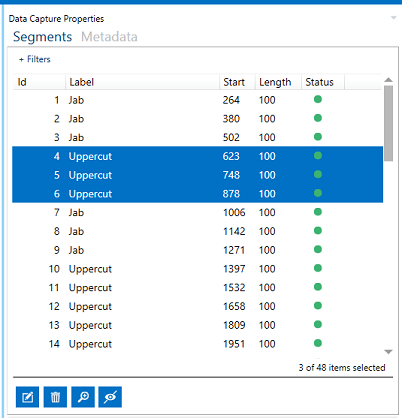 Data Capture Properties
Segments Metadata
+ Filters
Id Label Start Length Status
1 Jab 264 100
2 Jab 380 100
3 Jab 502 100
4 Uppercut 623 100
5 Uppercut 748 100
6 Uppercut 878 100
7 Jab 1006 100
8 Jab 1142 100
9 Jab 1271 100
10 Uppercut 1397 100
11 Uppercut 1532 100
12 Uppercut 1658 100
13 Uppercut 1809 100
14 Uppercut 1951 100
3 of 48 items selected